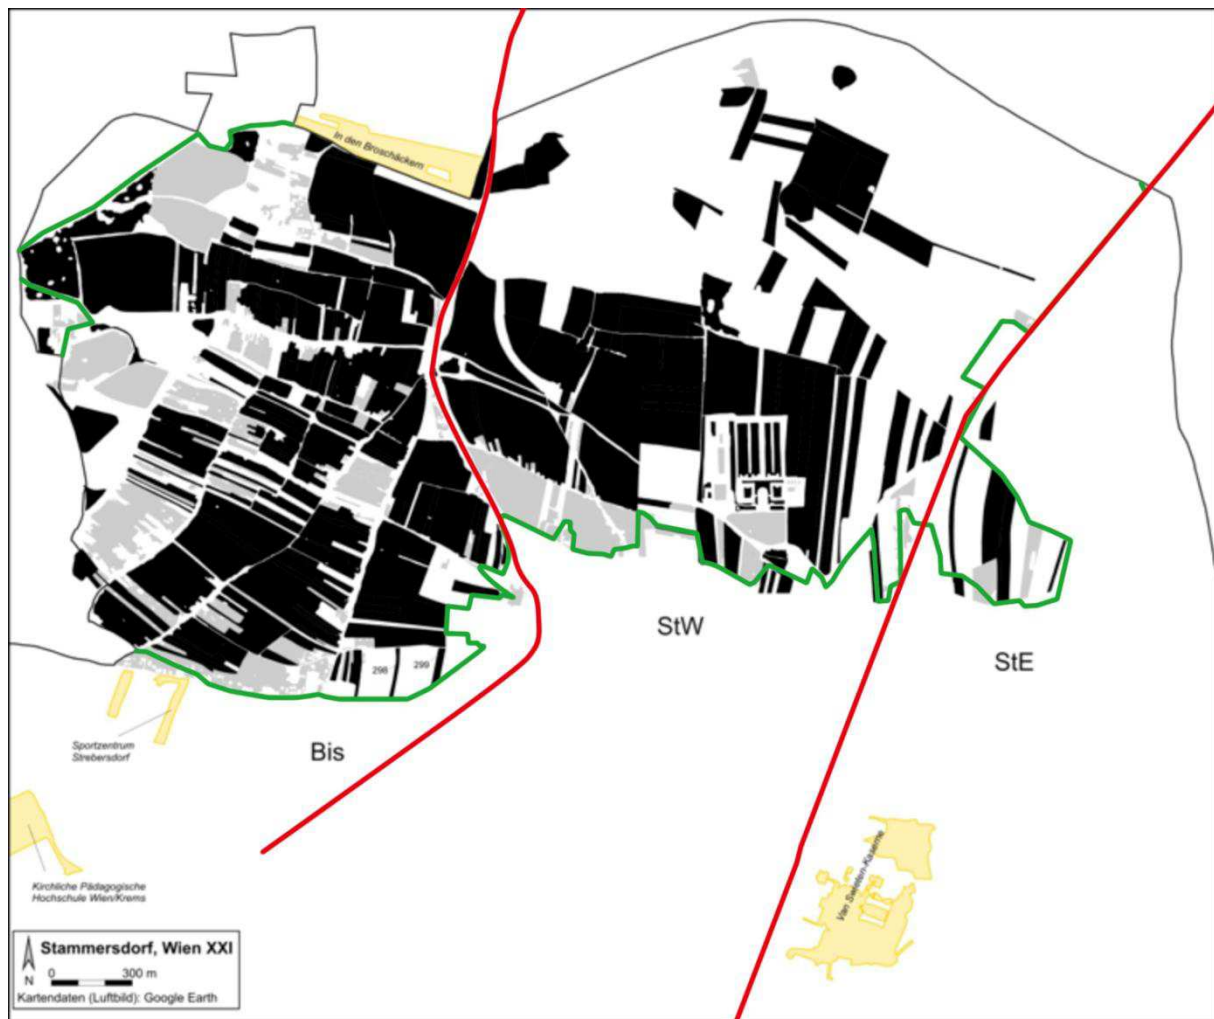 In den Broschäckern
StW
StE
298
299
Sportzentrum
Strebersdorf
Bis
Van Swieten-Kaserne
Kirchliche Pädagogische
Hochschule Wien/Krems
Stammersdorf, Wien XXI
0 300 m
N
Kartendaten (Luftbild): Google Earth